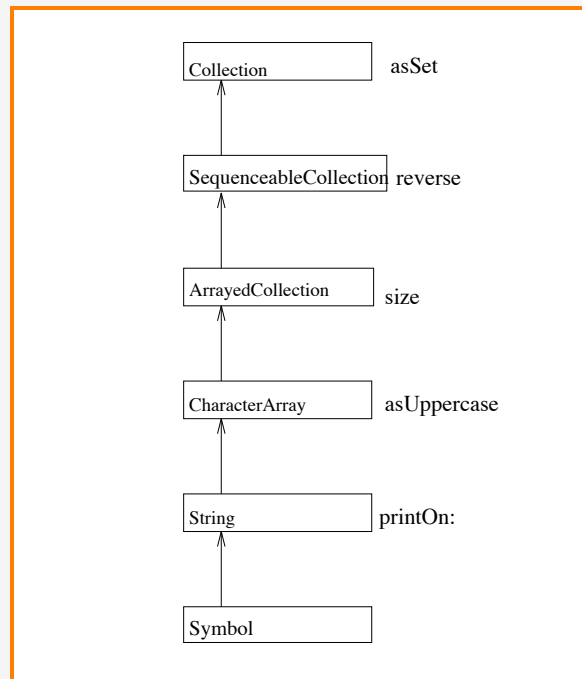 Collection asSet
SequenceableCollection reverse
ArrayedCollection size
CharacterArray asUppercase
String printOn:
Symbol